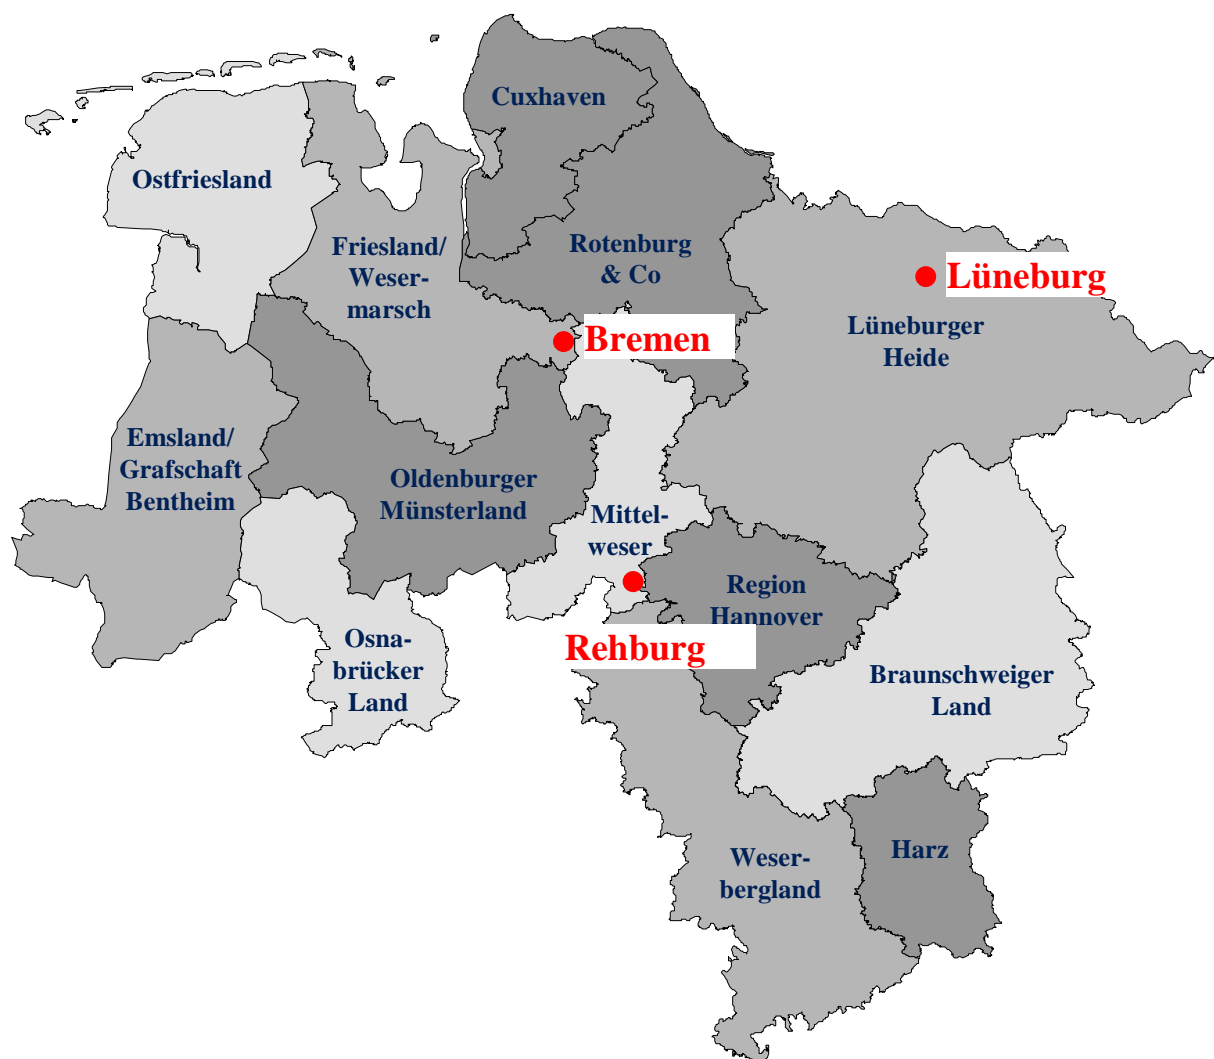 Cuxhaven
Ostfriesland
Friesland/
Weser-
marsch
Rotenburg
& Co
Lüneburg
Bremen
Lüneburger
Heide
Emsland/
Grafschaft
Bentheim
Oldenburger
Münsterland
Mittel-
weser
Region
Hannover
Rehburg
Osna-
brücker
Land
Braunschweiger
Land
Weser-
bergland
Harz